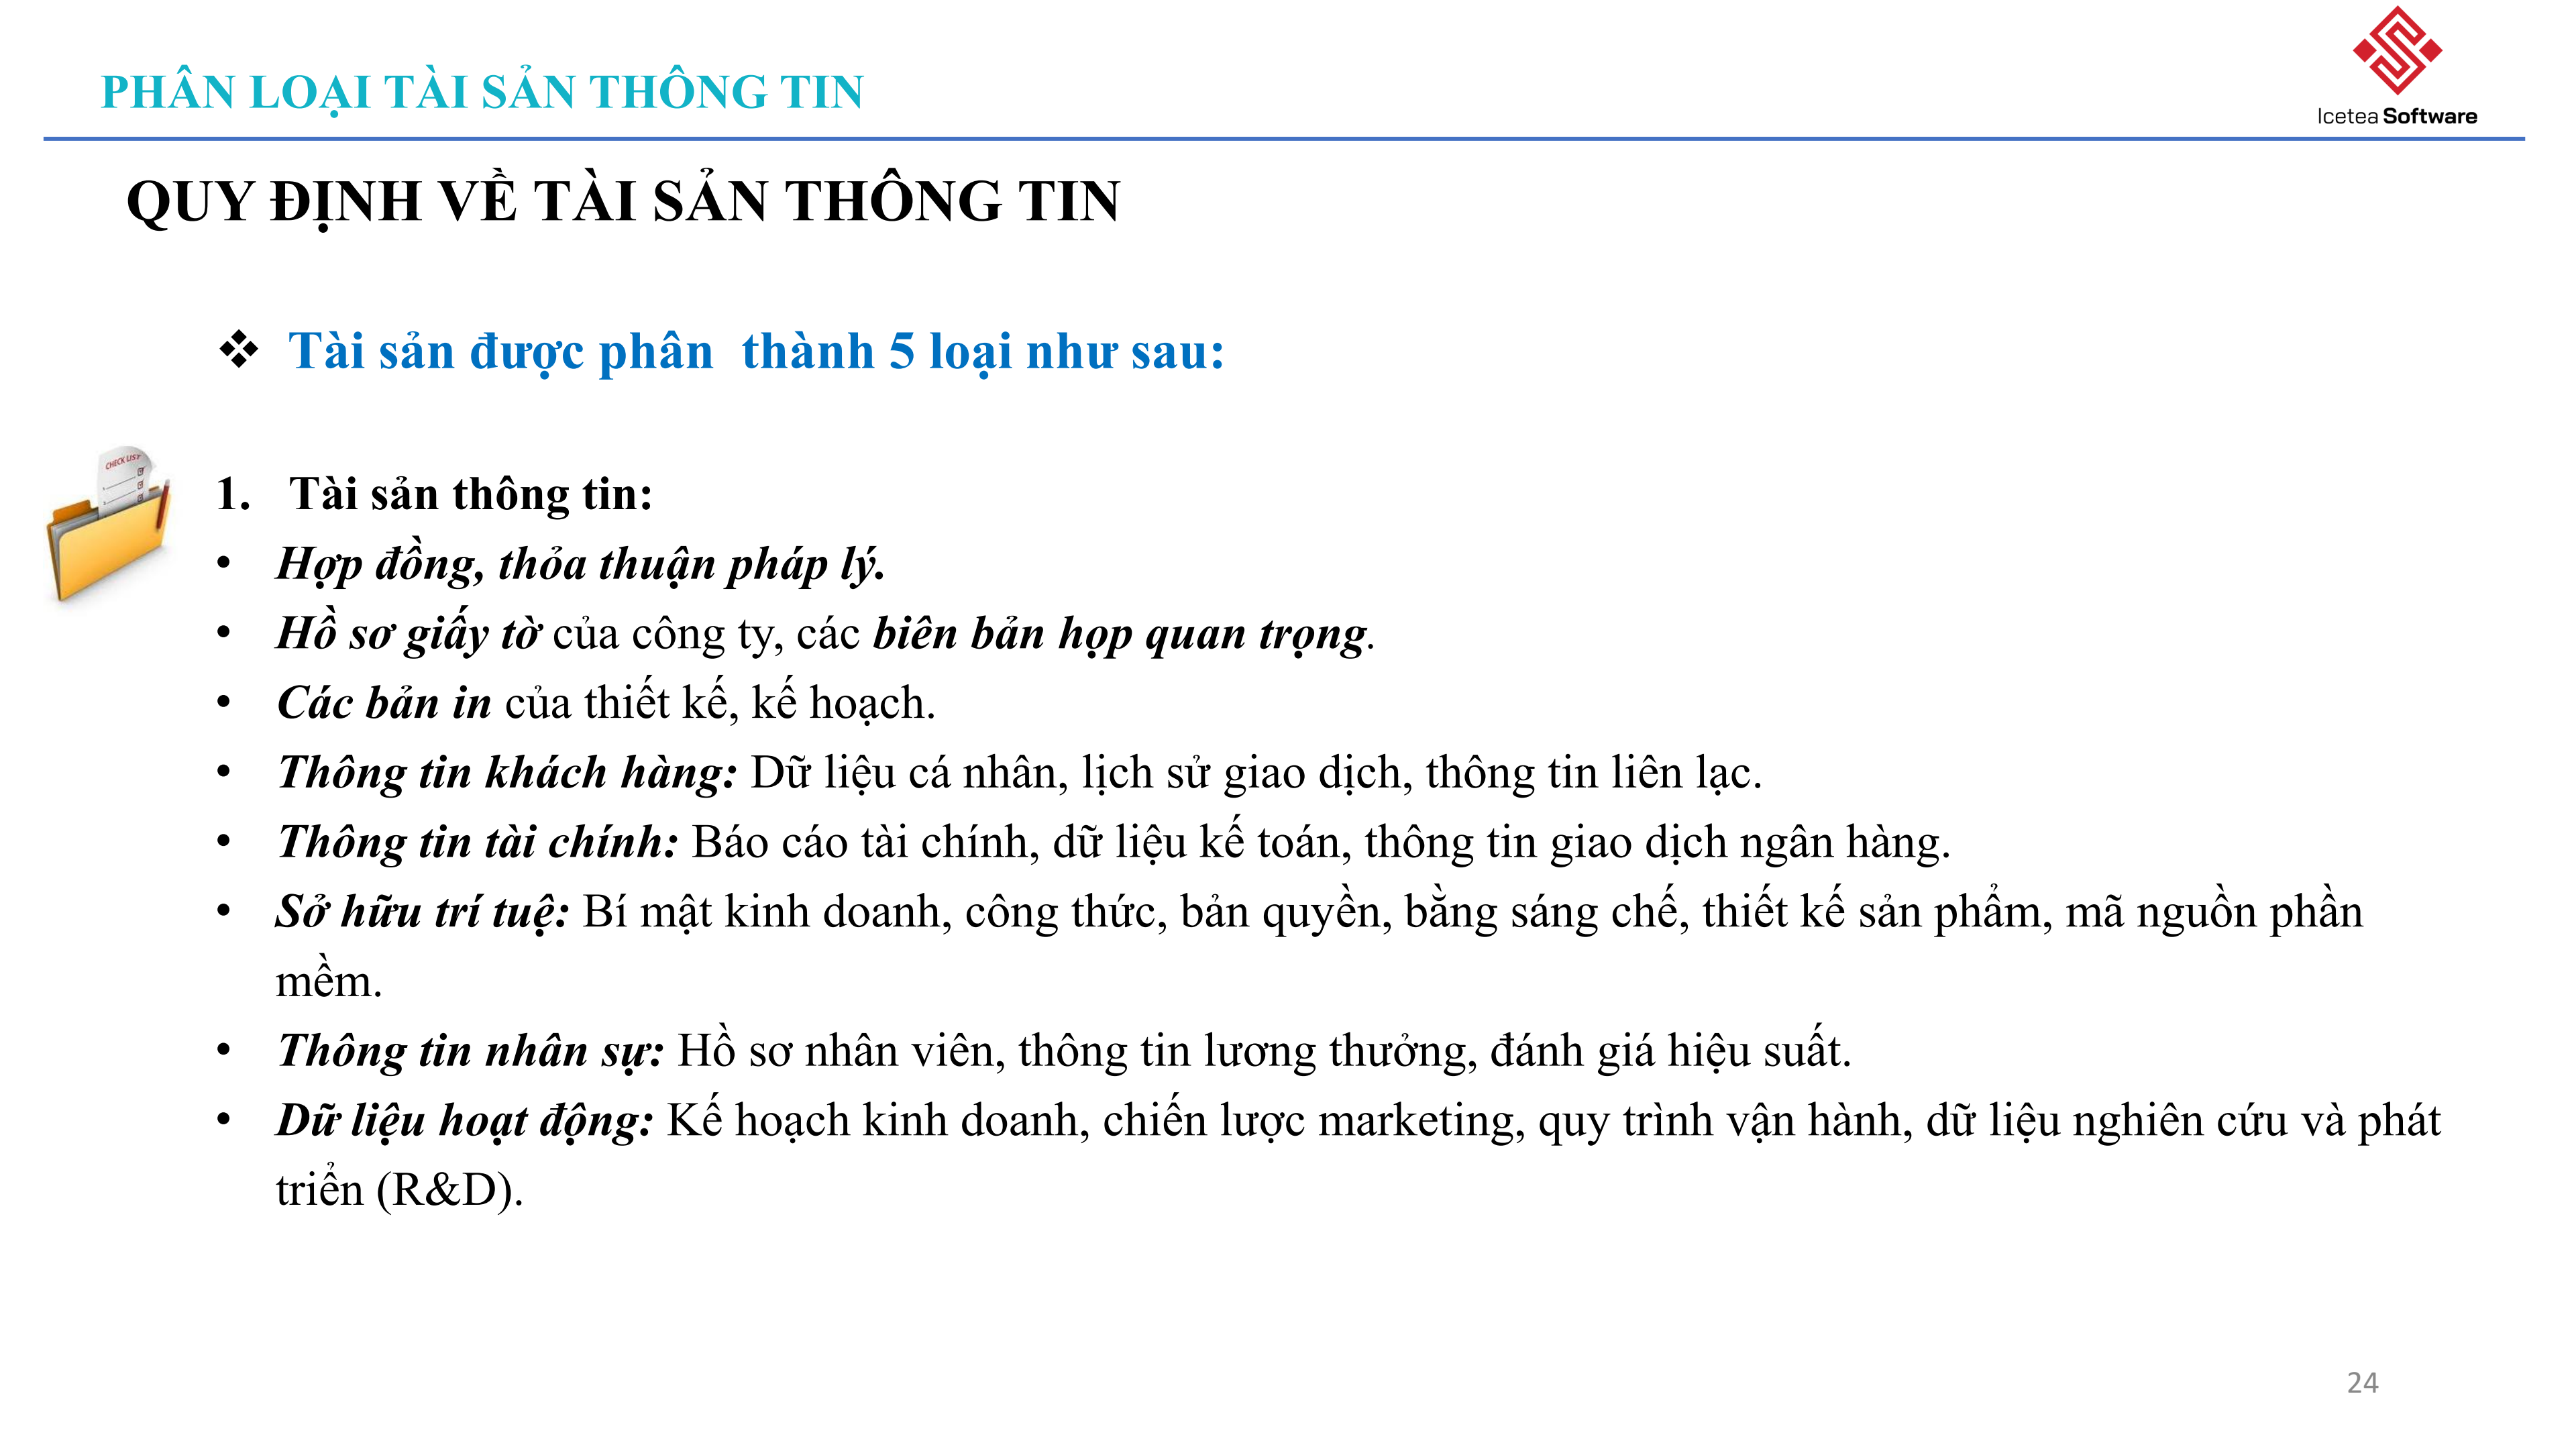 PHÂN LOẠI TÀI SẢN THÔNG TIN
Icetea Software
QUY ĐỊNH VỀ TÀI SẢN THÔNG TIN
❖ Tài sản được phân  thành 5 loại như sau:
CHECK LIST
1. Tài sản thông tin:
• Hợp đồng, thỏa thuận pháp lý.
• Hồ sơ giấy tờ của công ty, các biên bản họp quan trọng.
• Các bản in của thiết kế, kế hoạch.
• Thông tin khách hàng: Dữ liệu cá nhân, lịch sử giao dịch, thông tin liên lạc.
• Thông tin tài chính: Báo cáo tài chính, dữ liệu kế toán, thông tin giao dịch ngân hàng.
• Sở hữu trí tuệ: Bí mật kinh doanh, công thức, bản quyền, bằng sáng chế, thiết kế sản phẩm, mã nguồn phần
mềm.
• Thông tin nhân sự: Hồ sơ nhân viên, thông tin lương thưởng, đánh giá hiệu suất.
• Dữ liệu hoạt động: Kế hoạch kinh doanh, chiến lược marketing, quy trình vận hành, dữ liệu nghiên cứu và phát
triển (R&D).
24